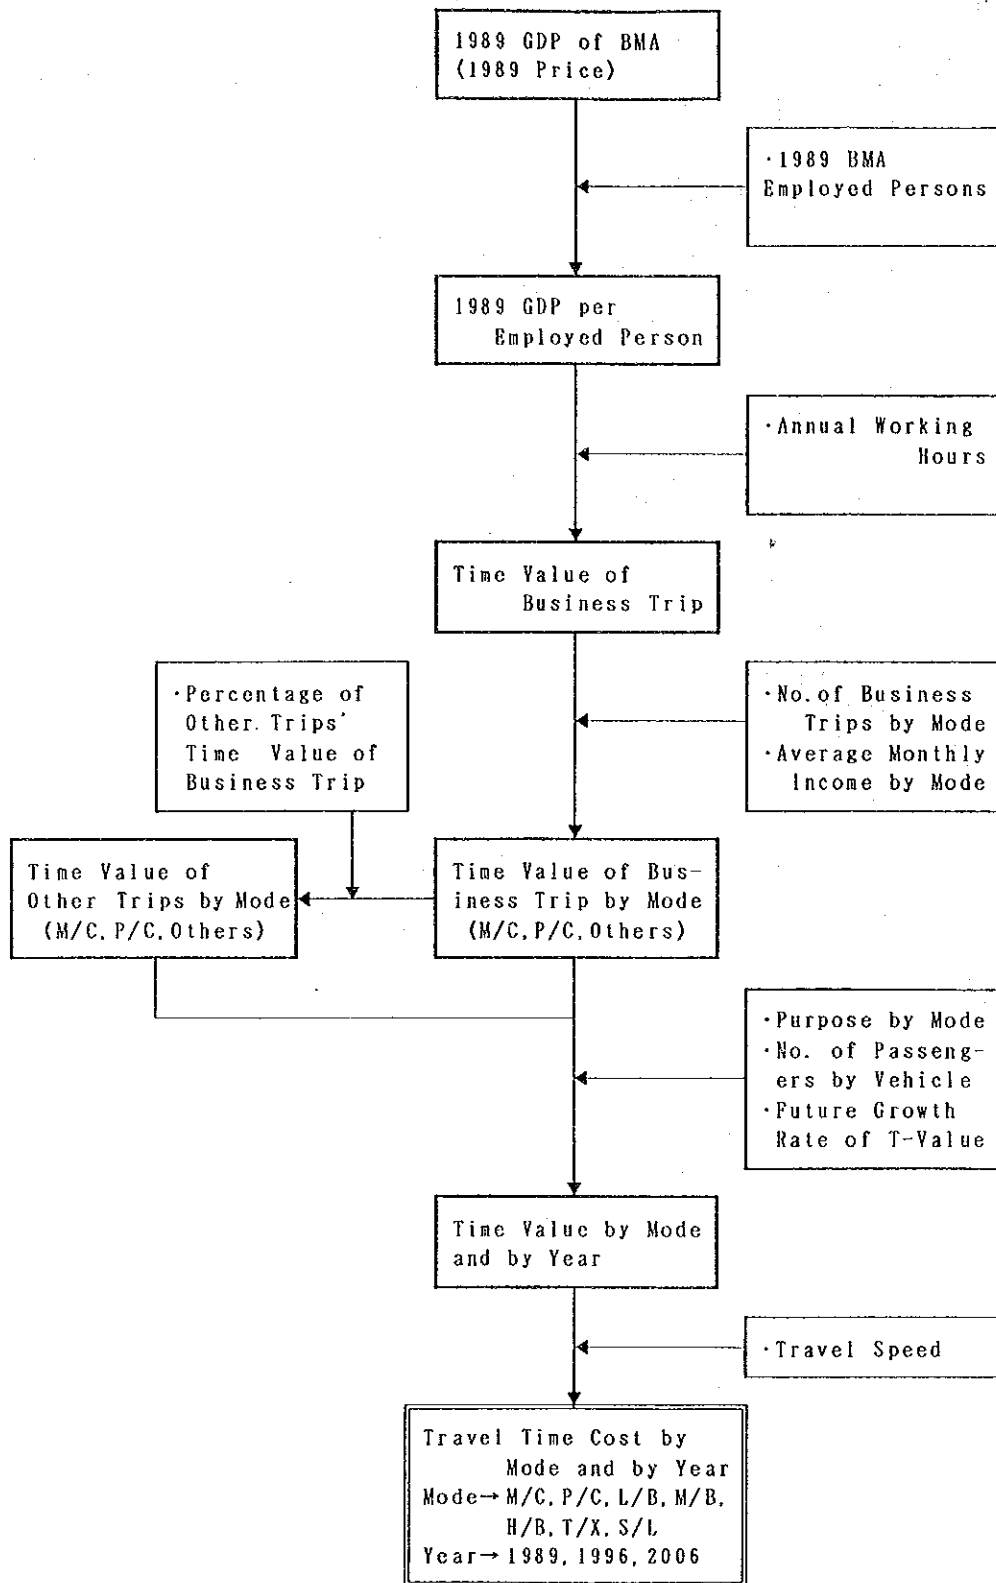 1989 GDP of BMA
(1989 Price)
·1989 BMA
Employed Persons
1989 GDP per
Employed Person
·Annual Working
Hours
Time Value of
Business Trip
·Percentage of
Other Trips'
Time Value of
Business Trip
·No. of Business
Trips by Mode
·Average Monthly
Income by Mode
Time Value of
Other Trips by Mode
(M/C, P/C, Others)
Time Value of Bus-
iness Trip by Mode
(M/C, P/C, Others)
·Purpose by Mode
·No. of Passeng-
ers by Vehicle
·Future Growth
Rate of T-Value
Time Value by Mode
and by Year
·Travel Speed
Travel Time Cost by
Mode and by Year
Mode→M/C, P/C, L/B, M/B,
H/B, T/X, S/L
Year→1989, 1996, 2006